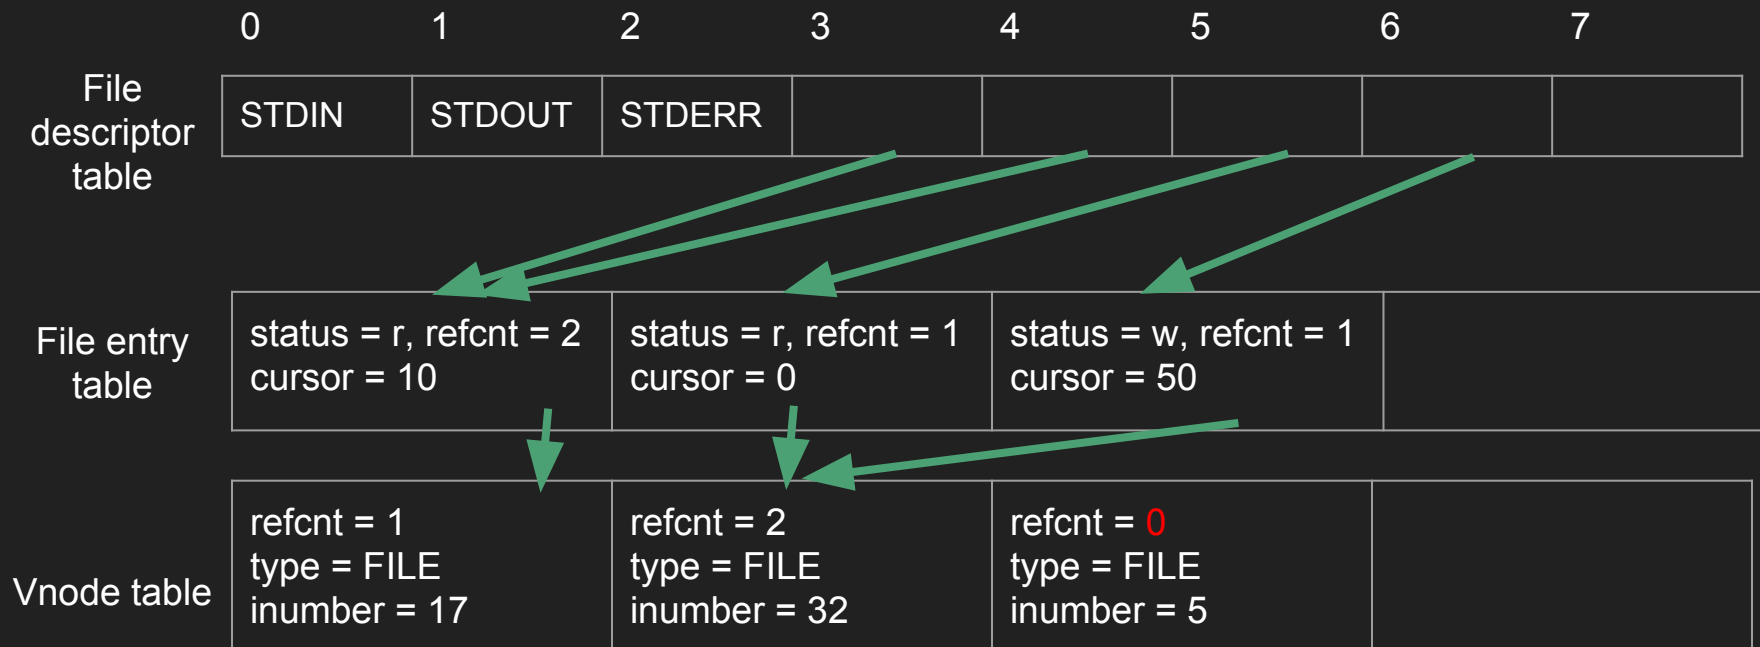 0 1 2 3 4 5 6 7
File
descriptor
table
STDIN STDOUT STDERR
File entry
table
status = r, refcnt = 2
cursor = 10
status = r, refcnt = 1
cursor = 0
status = w, refcnt = 1
cursor = 50
Vnode table
refcnt = 1
type = FILE
inumber = 17
refcnt = 2
type = FILE
inumber = 32
refcnt = 0
type = FILE
inumber = 5